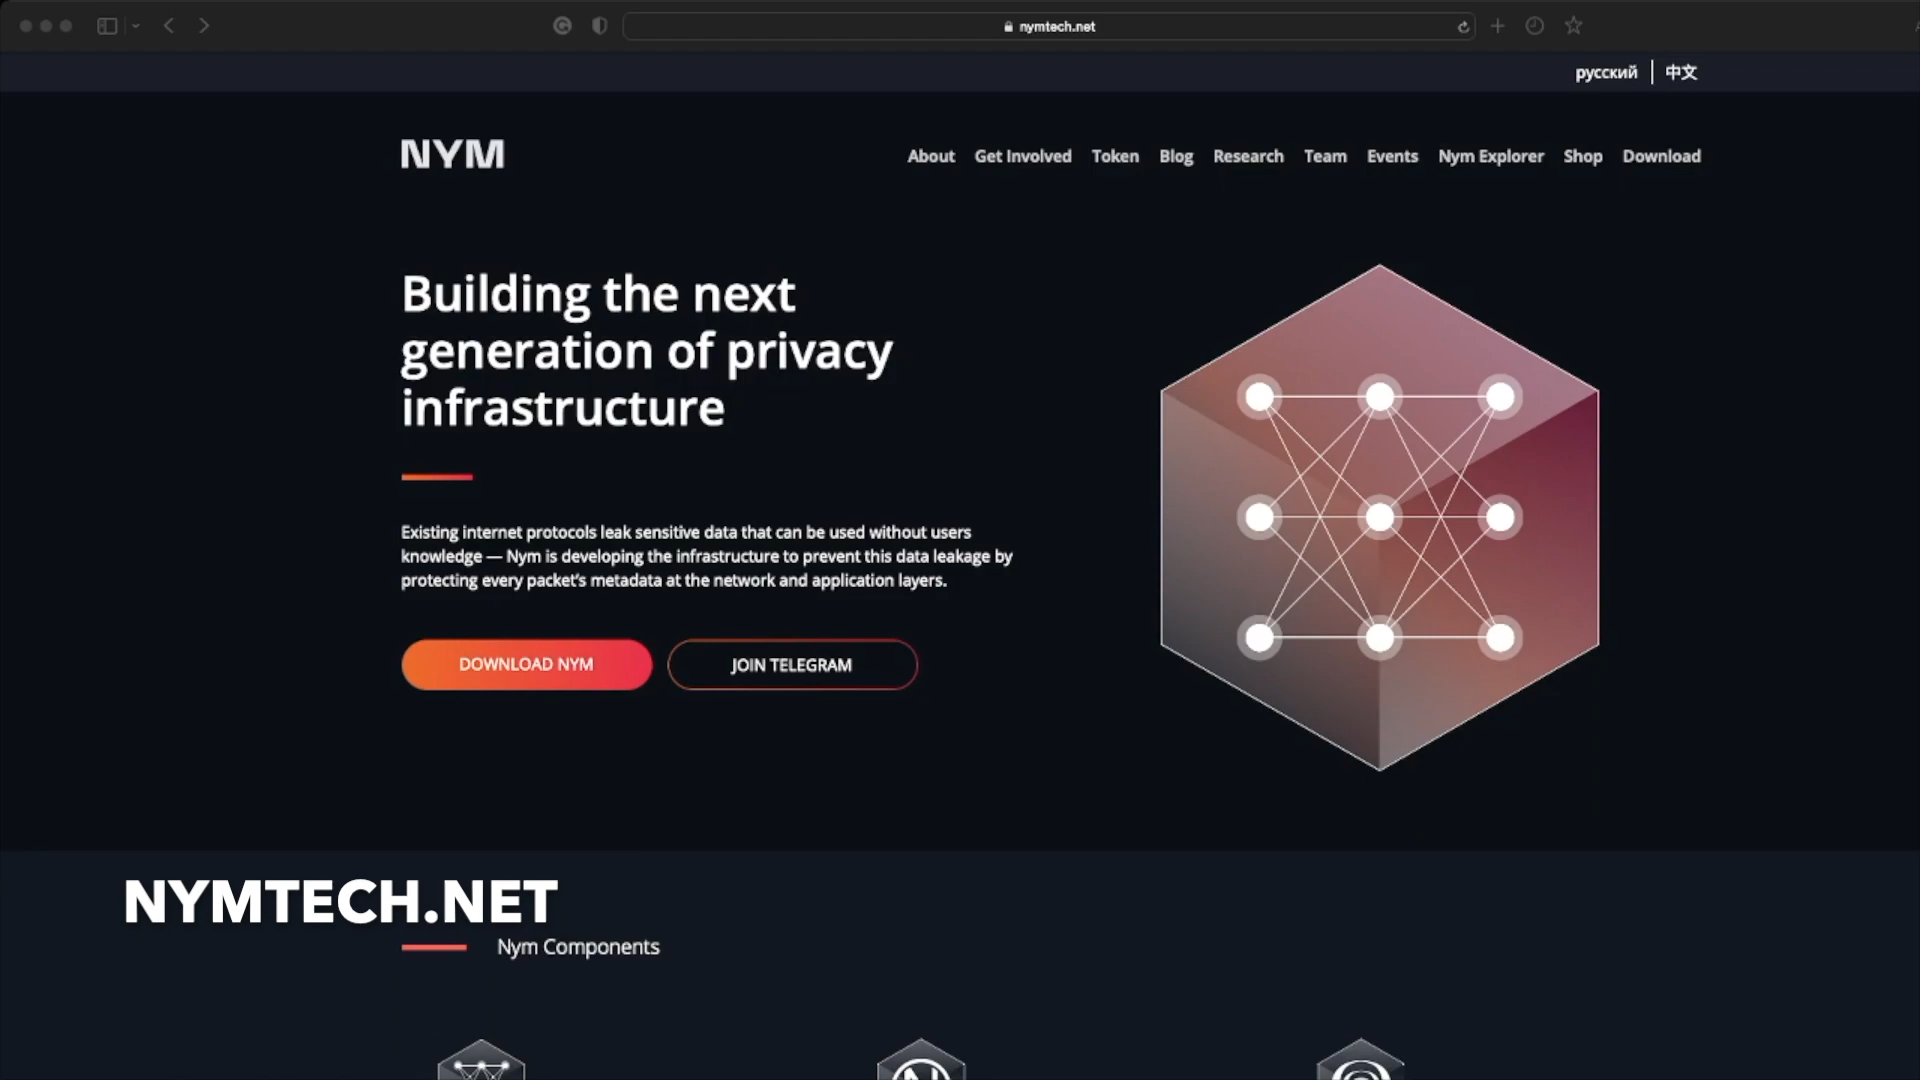 nymtech.net
русский
中文
NYM
About
Get Involved
Token
Blog
Research
Team
Events
Nym Explorer
Shop
Download
Building the next
generation of privacy
infrastructure
Existing internet protocols leak sensitive data that can be used without users
knowledge — Nym is developing the infrastructure to prevent this data leakage by
protecting every packet's metadata at the network and application layers.
DOWNLOAD NYM
JOIN TELEGRAM
NYMTECH.NET
Nym Components